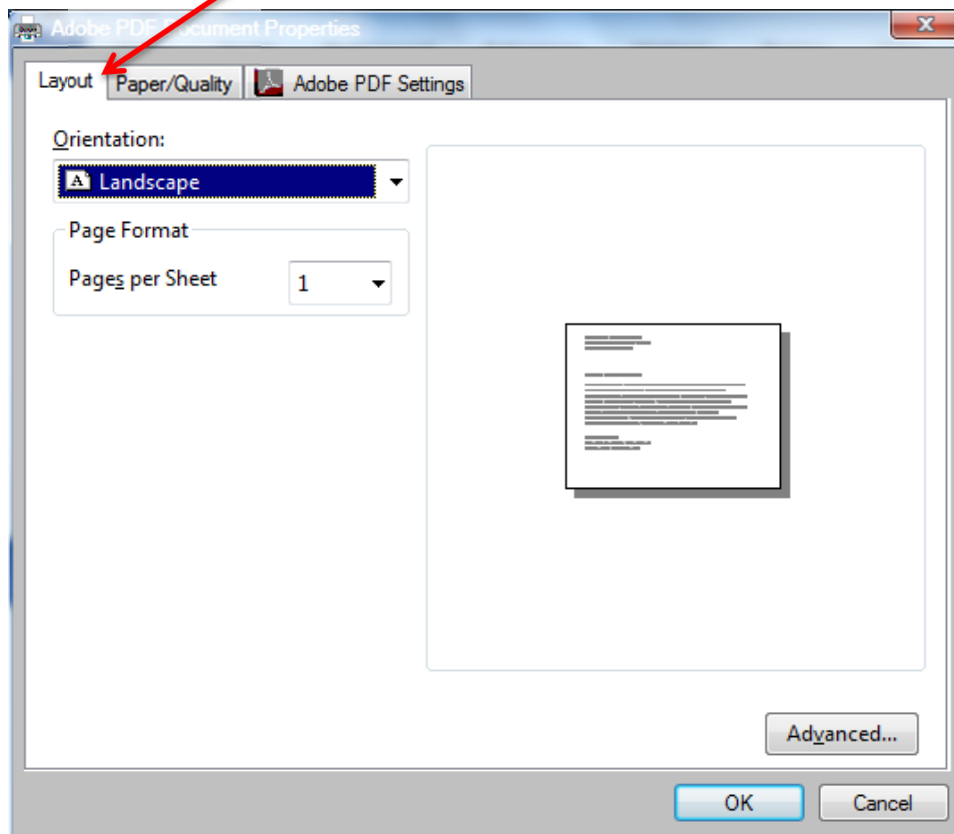 Adobe PDF Document Properties
Layout Paper/Quality Adobe PDF Settings
Orientation:
A Landscape
Page Format
Pages per Sheet 1
Advanced...
OK Cancel